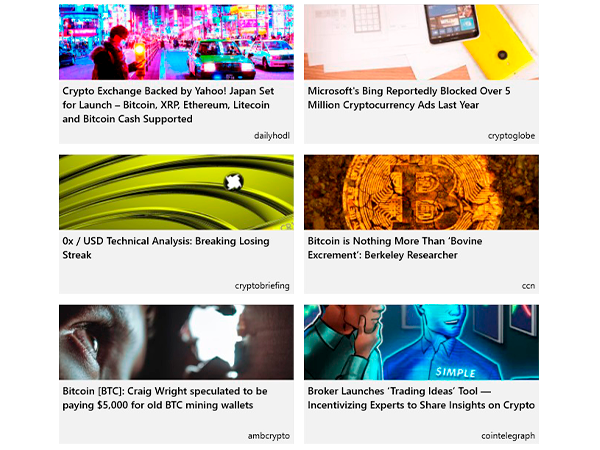 Crypto Exchange Backed by Yahoo! Japan Set
for Launch – Bitcoin, XRP, Ethereum, Litecoin
and Bitcoin Cash Supported
dailyhodl
Microsoft's Bing Reportedly Blocked Over 5
Million Cryptocurrency Ads Last Year
cryptoglobe
0x / USD Technical Analysis: Breaking Losing
Streak
cryptobriefing
Bitcoin is Nothing More Than ‘Bovine
Excrement’: Berkeley Researcher
ccn
Bitcoin [BTC]: Craig Wright speculated to be
paying $5,000 for old BTC mining wallets
ambcrypto
SIMPLE
Broker Launches ‘Trading Ideas’ Tool —
Incentivizing Experts to Share Insights on Crypto
cointelegraph